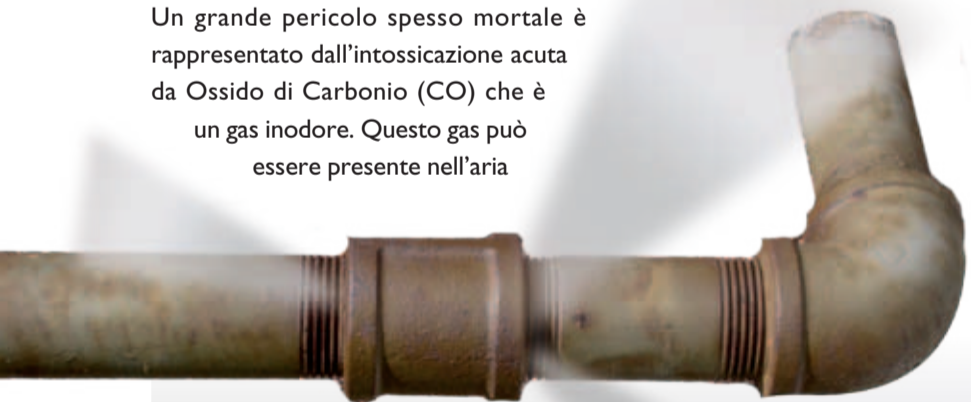 Un grande pericolo spesso mortale è
rappresentato dall’intossicazione acuta
da Ossido di Carbonio (CO) che è
un gas inodore. Questo gas può
essere presente nell’aria